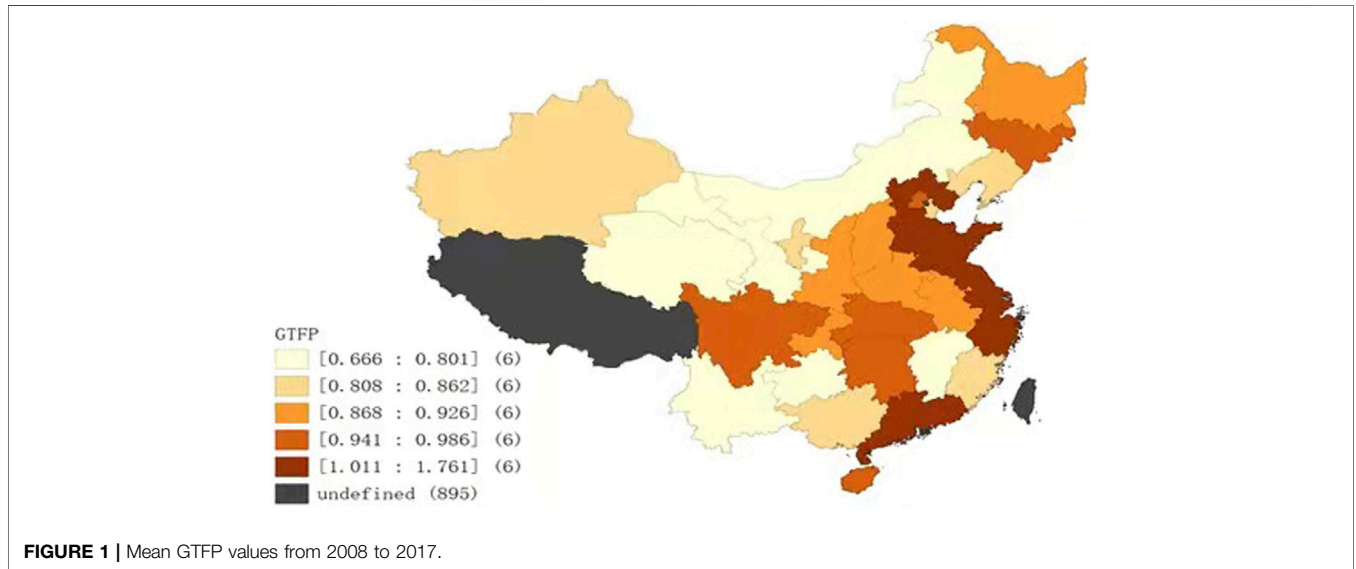 GTFP
[0.666 : 0.801] (6)
[0.808 : 0.862] (6)
[0.868 : 0.926] (6)
[0.941 : 0.986] (6)
[1.011 : 1.761] (6)
undefined (895)
FIGURE 1 | Mean GTFP values from 2008 to 2017.